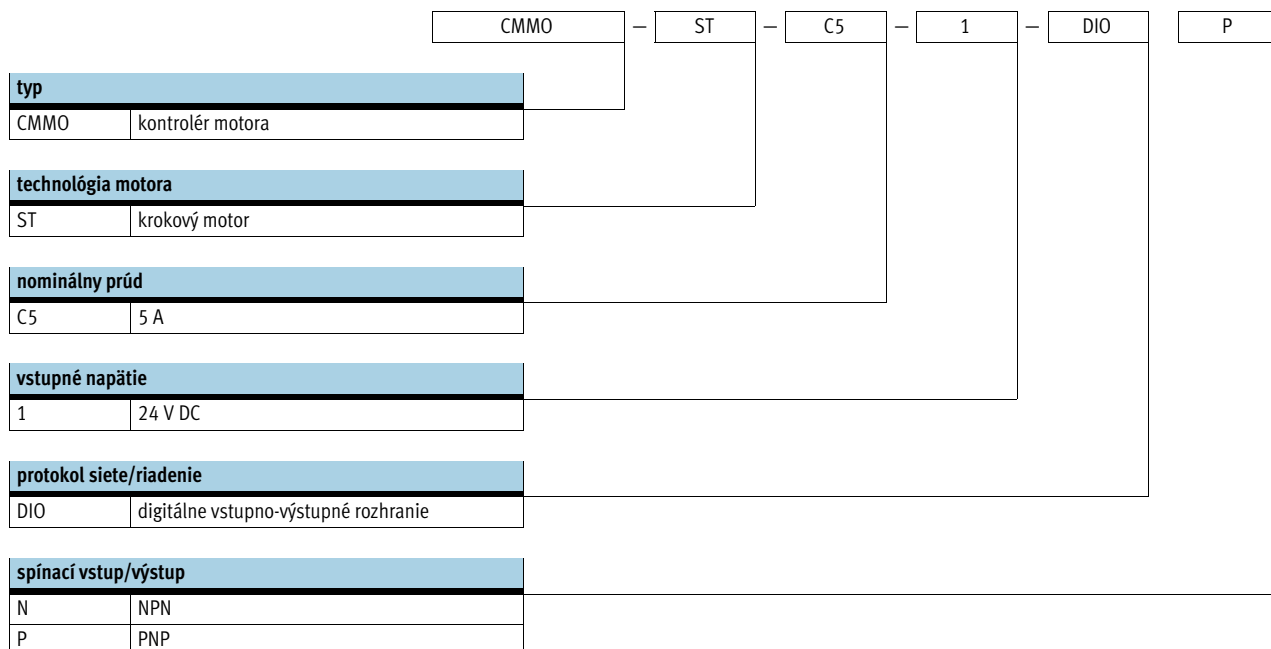 CMMO — ST — C5 — 1 — DIO P
typ
CMMO kontrolér motora
technológia motora
ST krokový motor
nominálny prúd
C5 5 A
vstupné napätie
1 24 V DC
protokol siete/riadenie
DIO digitálne vstupno-výstupné rozhranie
spínací vstup/výstup
N NPN
P PNP